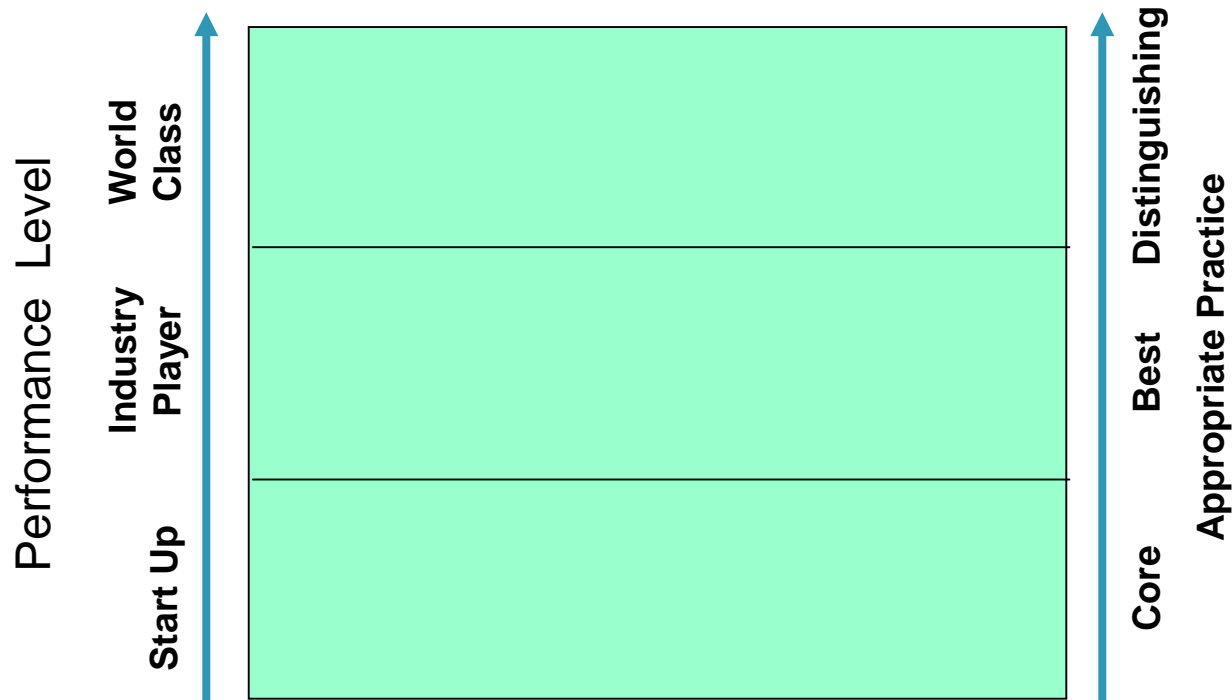 Performance Level
World
Class
Industry
Player
Start Up
Distinguishing
Best
Core
Appropriate Practice